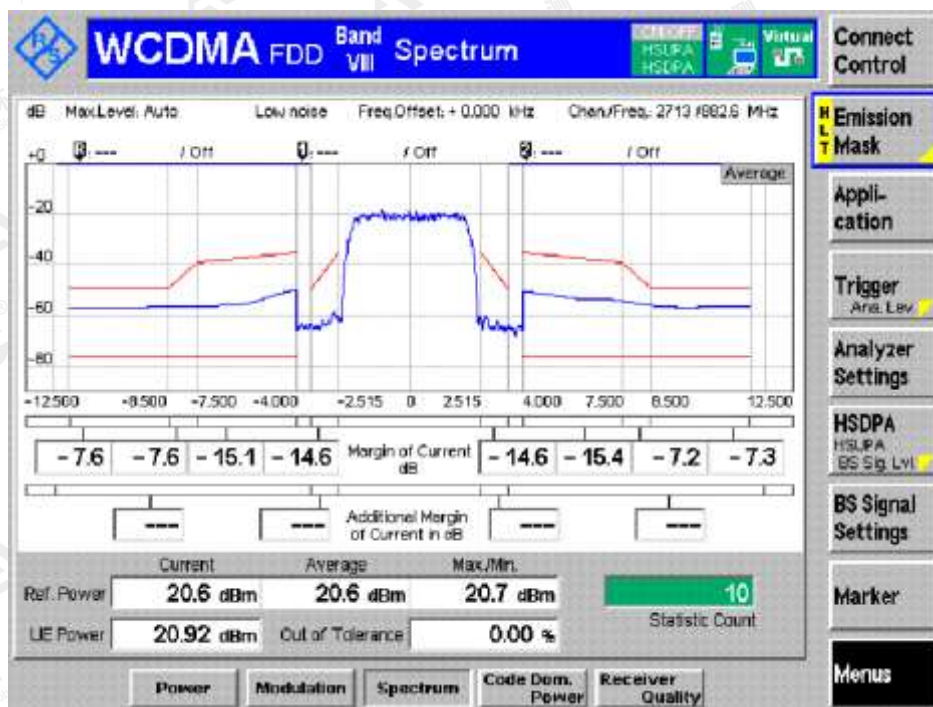 WCDMA FDD Band VIII Spectrum
HSUPA
HSDPA
Virtual
Connect Control
dB Max.Level: Auto Low noise Freq.Offset: + 0.000 kHz Chan./Freq.: 2713 / 882.6 MHz
HLT Emission Mask
+0 --- / Off --- / Off 2: --- / Off
Average
-20
-40
-60
-80
-12.500 -8.500 -7.500 -4.000 -2.515 0 2.515 4.000 7.500 8.500 12.500
Appli-
cation
Trigger
Ana. Lev.
Analyzer
Settings
- 7.6 - 7.6 - 15.1 - 14.6 Margin of Current dB - 14.6 - 15.4 - 7.2 - 7.3
HSDPA
HSUPA
BS Sig. Lvl.
--- --- Additional Margin of Current in dB --- ---
BS Signal
Settings
Current Average Max./Min.
Ref. Power 20.6 dBm 20.6 dBm 20.7 dBm 10
Statistic Count
UE Power 20.92 dBm Out of Tolerance 0.00 %
Marker
Menus
Power Modulation Spectrum Code Dom. Power Receiver Quality